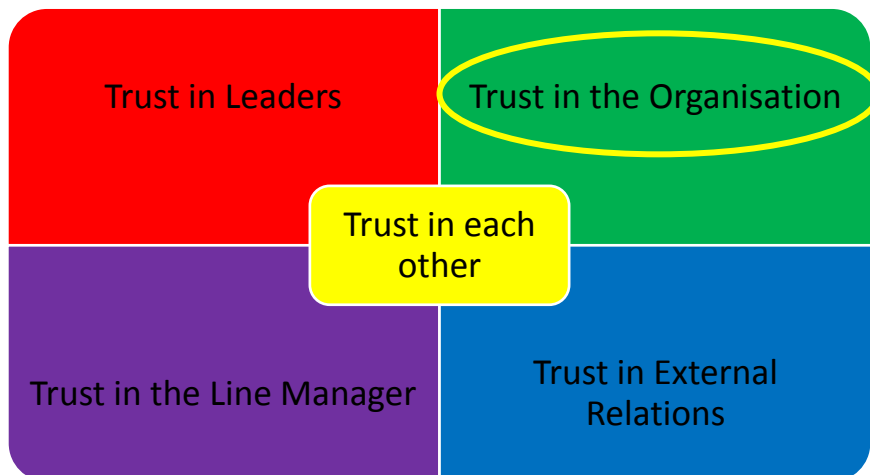 Trust in Leaders
Trust in the Organisation
Trust in each
other
Trust in the Line Manager
Trust in External
Relations